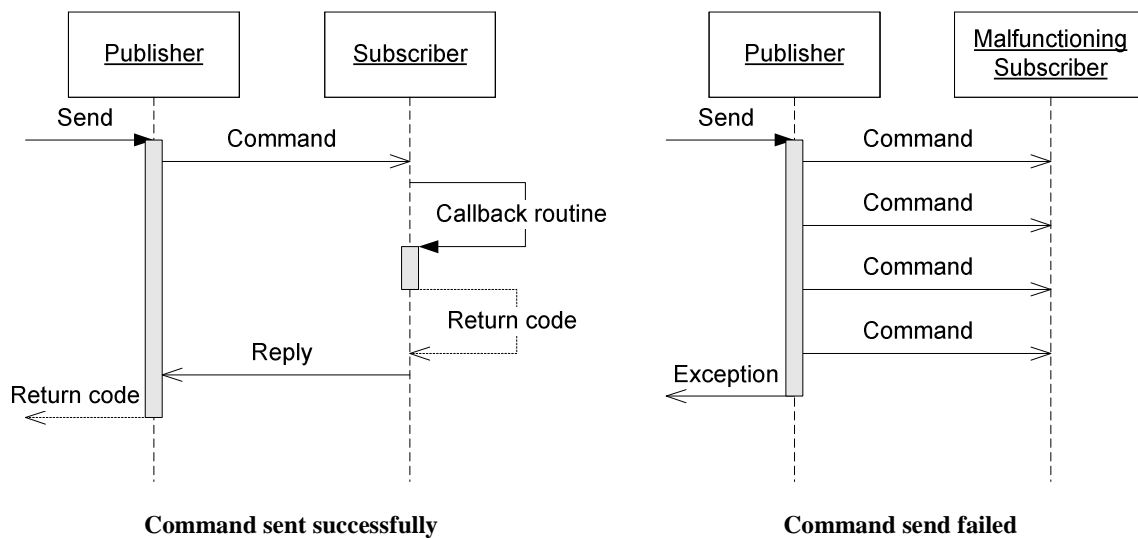 Publisher
Subscriber
Send
Command
Callback routine
Return code
Reply
Return code
Command sent successfully
Publisher
Malfunctioning
Subscriber
Send
Command
Command
Command
Command
Exception
Command send failed